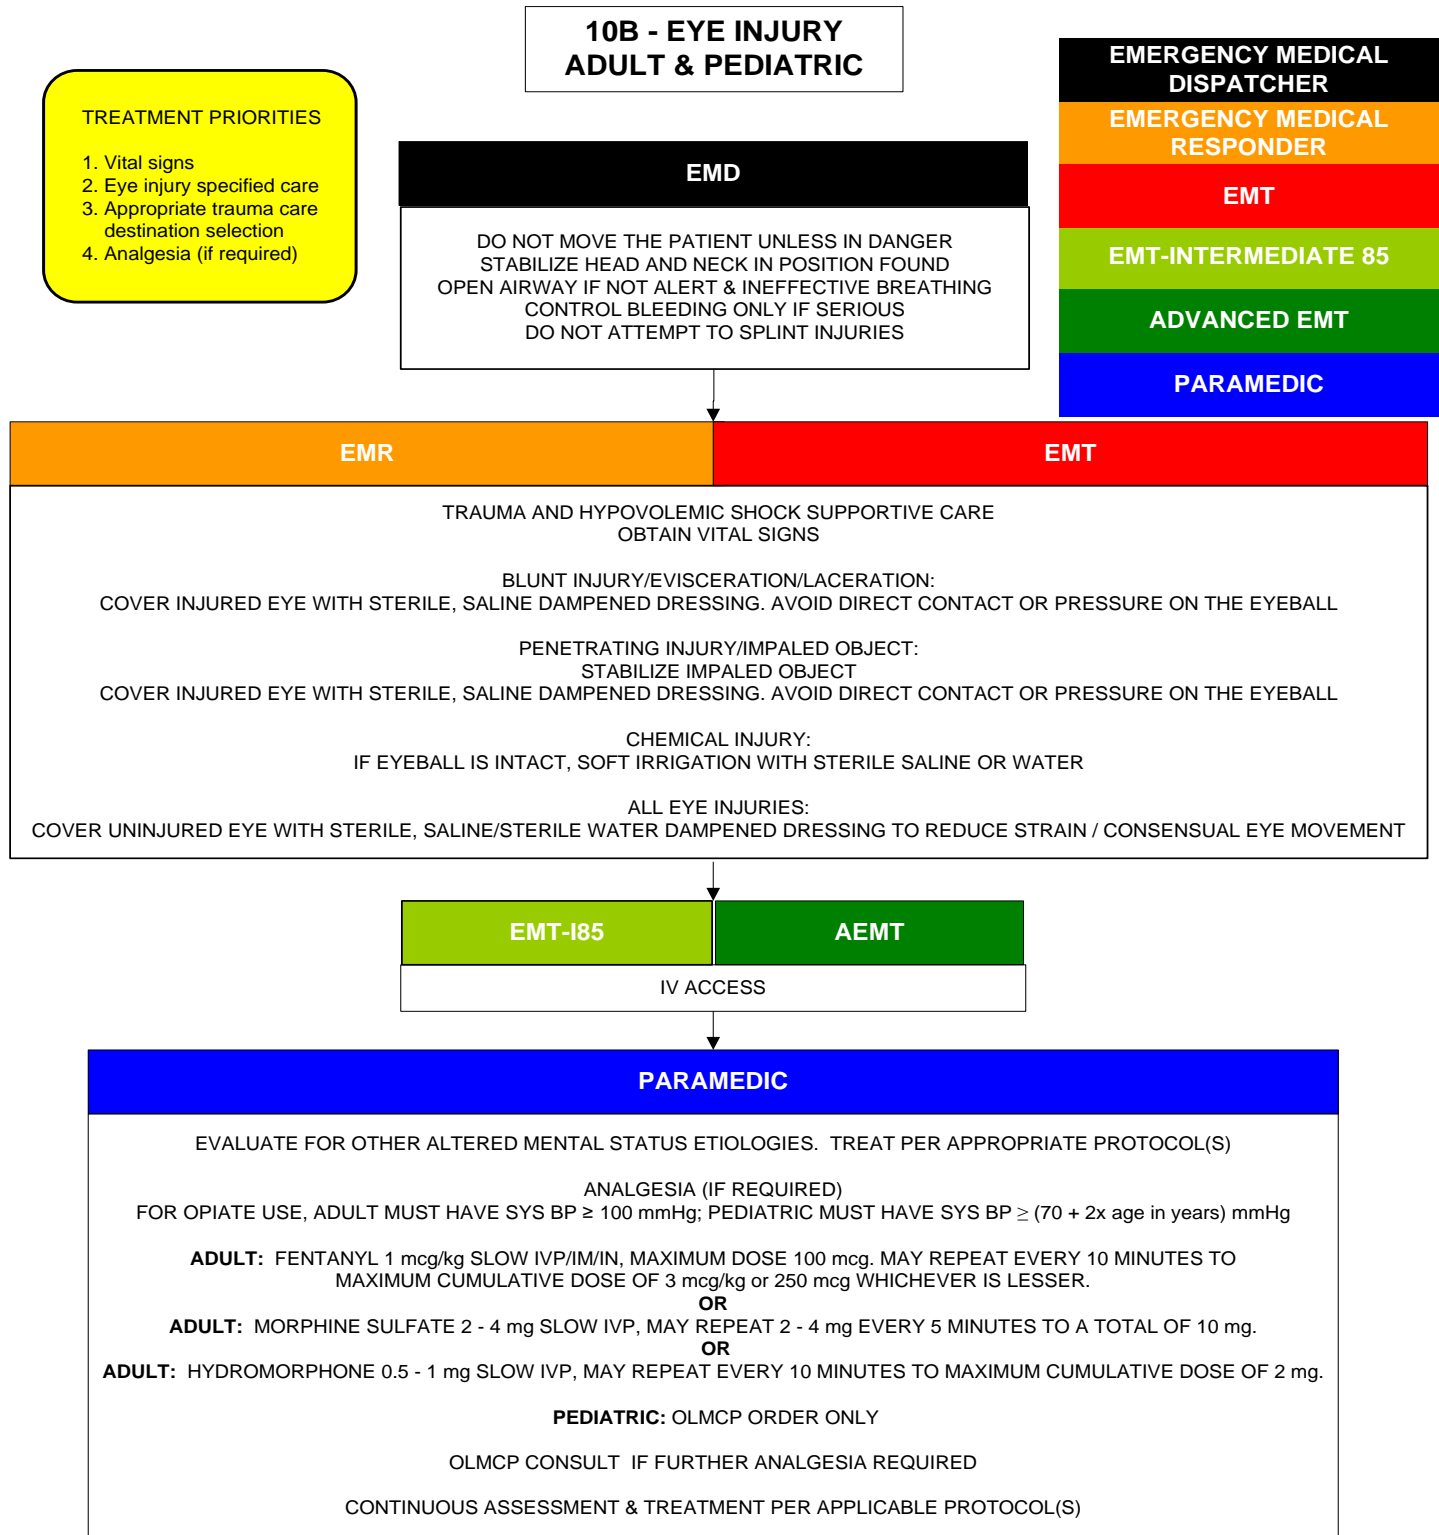 10B - EYE INJURY
ADULT & PEDIATRIC
TREATMENT PRIORITIES
1. Vital signs
2. Eye injury specified care
3. Appropriate trauma care
destination selection
4. Analgesia (if required)
EMERGENCY MEDICAL
DISPATCHER
EMERGENCY MEDICAL
RESPONDER
EMT
EMT-INTERMEDIATE 85
ADVANCED EMT
PARAMEDIC
EMD
DO NOT MOVE THE PATIENT UNLESS IN DANGER
STABILIZE HEAD AND NECK IN POSITION FOUND
OPEN AIRWAY IF NOT ALERT & INEFFECTIVE BREATHING
CONTROL BLEEDING ONLY IF SERIOUS
DO NOT ATTEMPT TO SPLINT INJURIES
EMR
EMT
TRAUMA AND HYPOVOLEMIC SHOCK SUPPORTIVE CARE
OBTAIN VITAL SIGNS
BLUNT INJURY/EVISCERATION/LACERATION:
COVER INJURED EYE WITH STERILE, SALINE DAMPENED DRESSING. AVOID DIRECT CONTACT OR PRESSURE ON THE EYEBALL
PENETRATING INJURY/IMPALED OBJECT:
STABILIZE IMPALED OBJECT
COVER INJURED EYE WITH STERILE, SALINE DAMPENED DRESSING. AVOID DIRECT CONTACT OR PRESSURE ON THE EYEBALL
CHEMICAL INJURY:
IF EYEBALL IS INTACT, SOFT IRRIGATION WITH STERILE SALINE OR WATER
ALL EYE INJURIES:
COVER UNINJURED EYE WITH STERILE, SALINE/STERILE WATER DAMPENED DRESSING TO REDUCE STRAIN / CONSENSUAL EYE MOVEMENT
EMT-I85
AEMT
IV ACCESS
PARAMEDIC
EVALUATE FOR OTHER ALTERED MENTAL STATUS ETIOLOGIES. TREAT PER APPROPRIATE PROTOCOL(S)
ANALGESIA (IF REQUIRED)
FOR OPIATE USE, ADULT MUST HAVE SYS BP ≥ 100 mmHg; PEDIATRIC MUST HAVE SYS BP ≥ (70 + 2x age in years) mmHg
ADULT: FENTANYL 1 mcg/kg SLOW IVP/IM/IN, MAXIMUM DOSE 100 mcg. MAY REPEAT EVERY 10 MINUTES TO
MAXIMUM CUMULATIVE DOSE OF 3 mcg/kg or 250 mcg WHICHEVER IS LESSER.
OR
ADULT: MORPHINE SULFATE 2 - 4 mg SLOW IVP, MAY REPEAT 2 - 4 mg EVERY 5 MINUTES TO A TOTAL OF 10 mg.
OR
ADULT: HYDROMORPHONE 0.5 - 1 mg SLOW IVP, MAY REPEAT EVERY 10 MINUTES TO MAXIMUM CUMULATIVE DOSE OF 2 mg.
PEDIATRIC: OLMCP ORDER ONLY
OLMCP CONSULT IF FURTHER ANALGESIA REQUIRED
CONTINUOUS ASSESSMENT & TREATMENT PER APPLICABLE PROTOCOL(S)